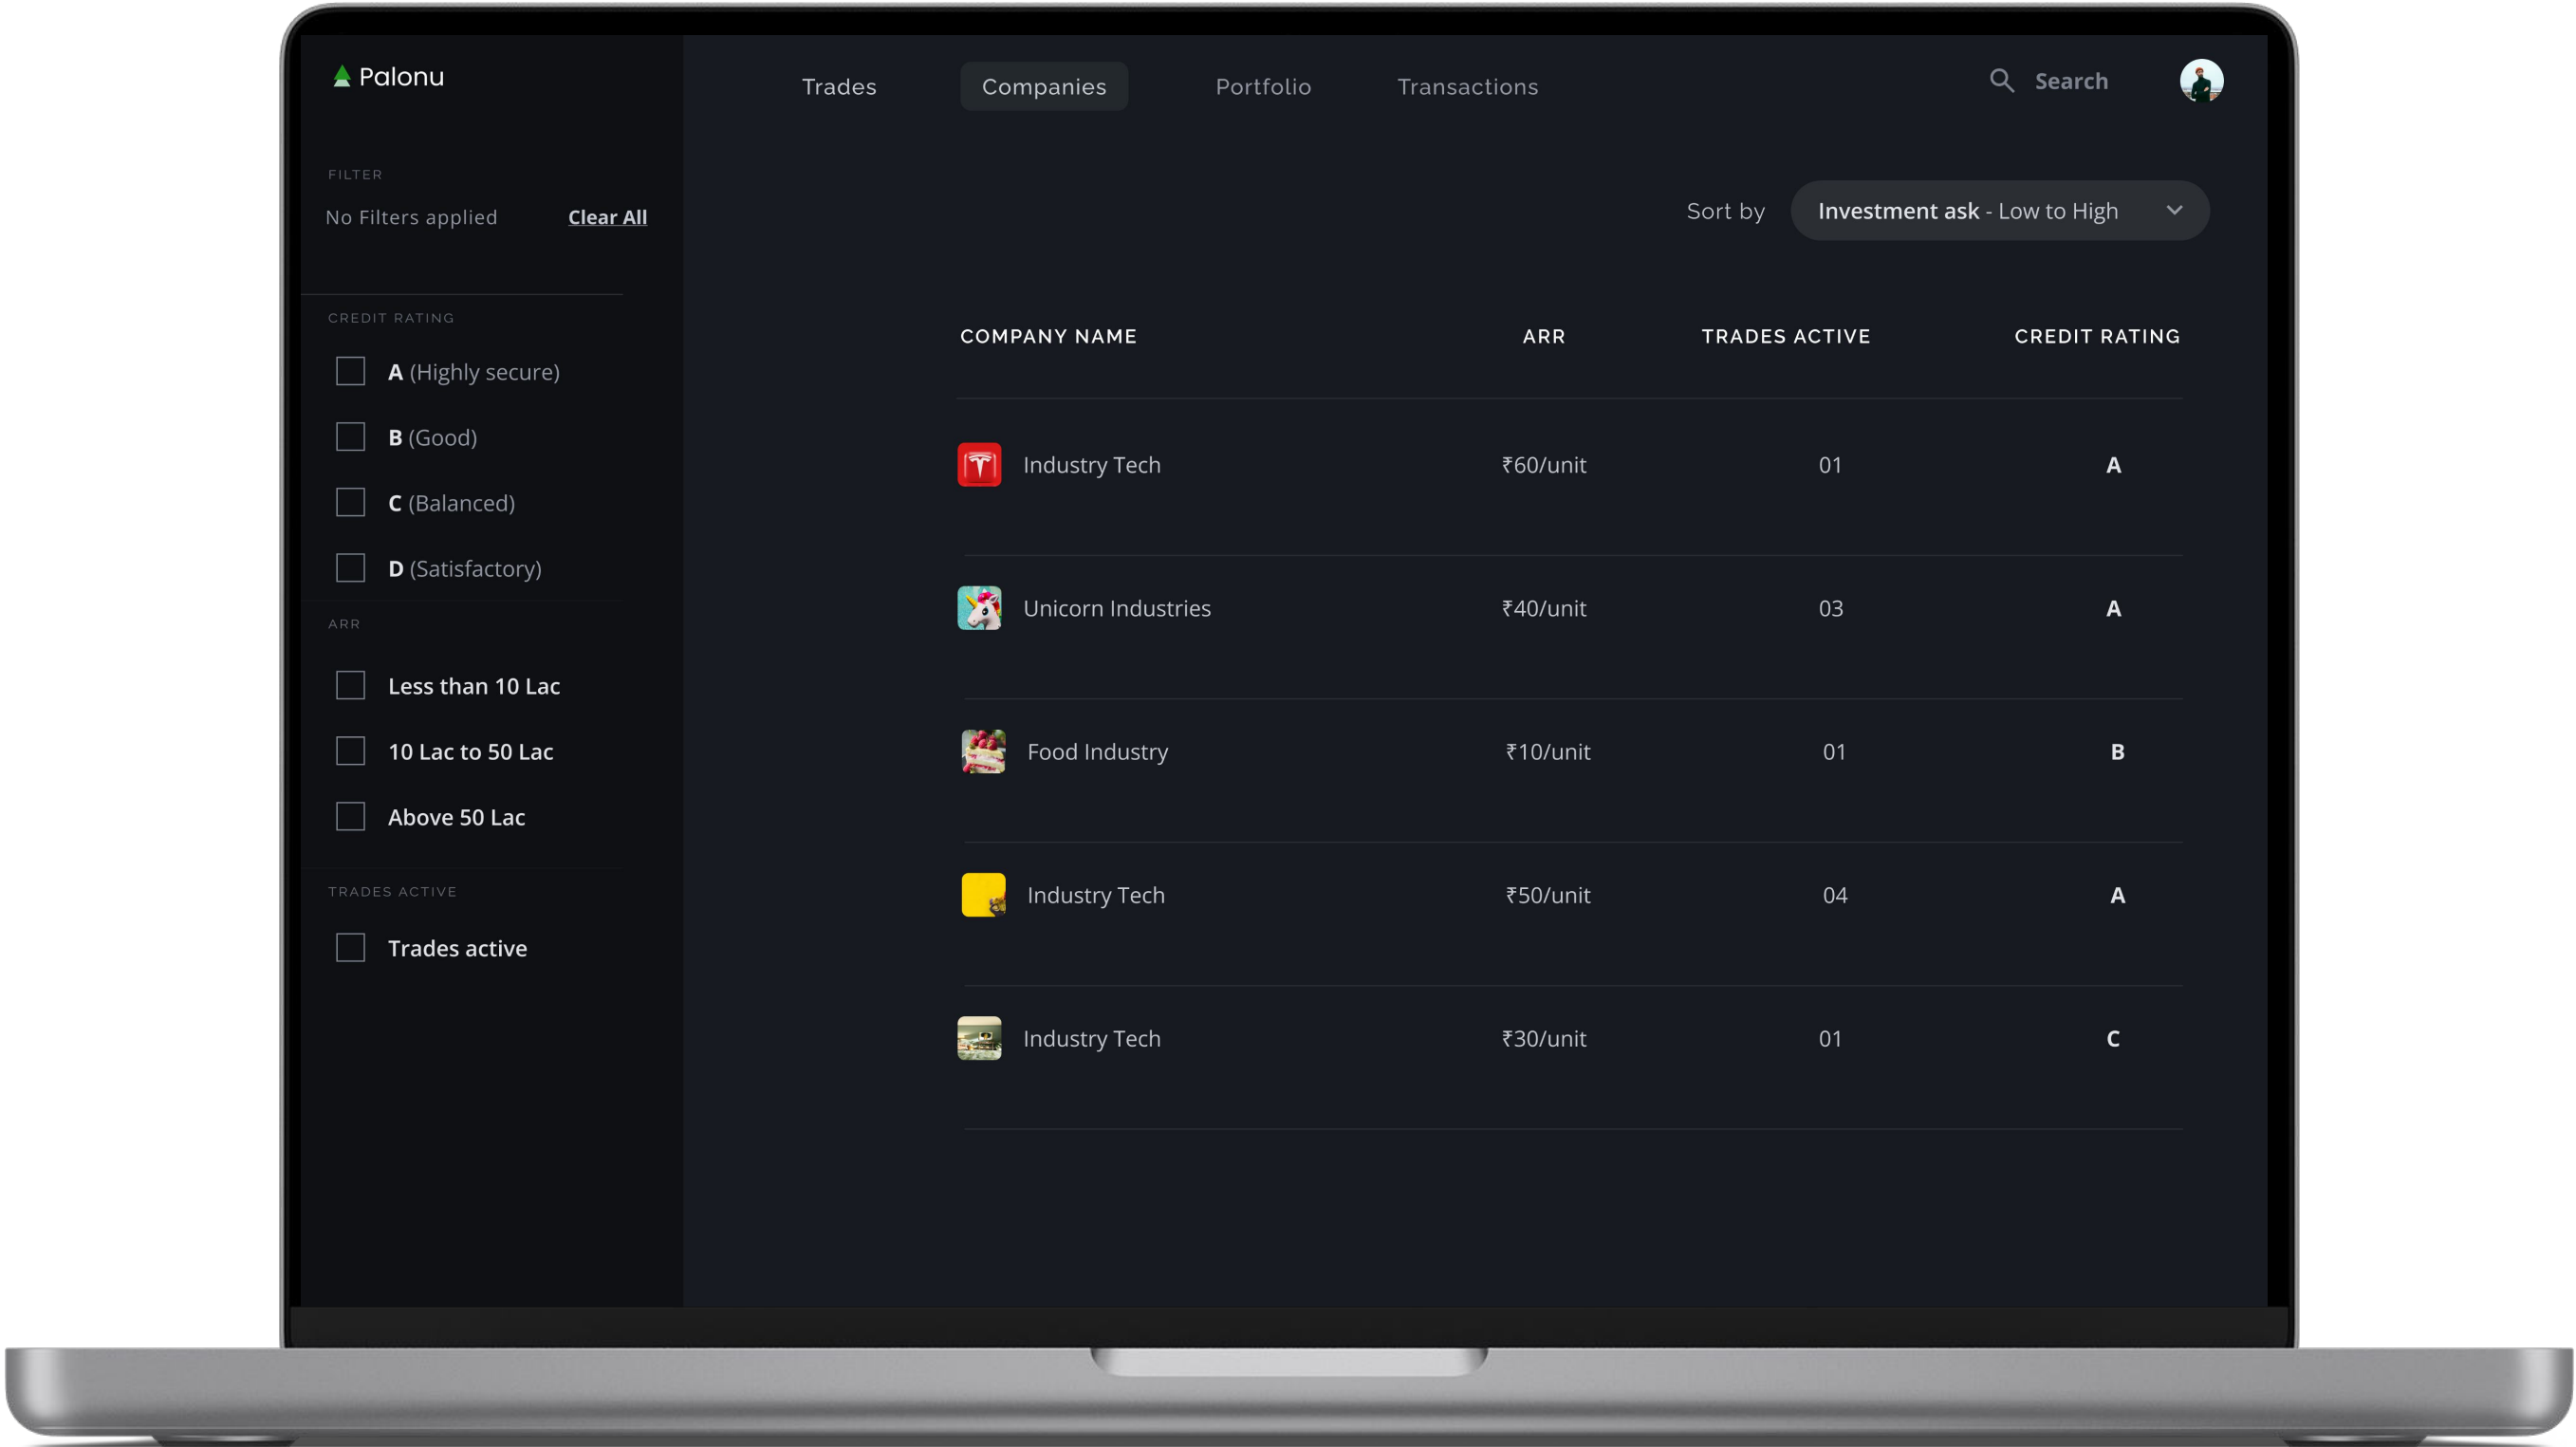 Palonu
Trades Companies Portfolio Transactions
Search
FILTER
No Filters applied Clear All
Sort by Investment ask - Low to High
CREDIT RATING
A (Highly secure)
B (Good)
C (Balanced)
D (Satisfactory)
ARR
Less than 10 Lac
10 Lac to 50 Lac
Above 50 Lac
TRADES ACTIVE
Trades active
COMPANY NAME ARR TRADES ACTIVE CREDIT RATING
Industry Tech ₹60/unit 01 A
Unicorn Industries ₹40/unit 03 A
Food Industry ₹10/unit 01 B
Industry Tech ₹50/unit 04 A
Industry Tech ₹30/unit 01 C